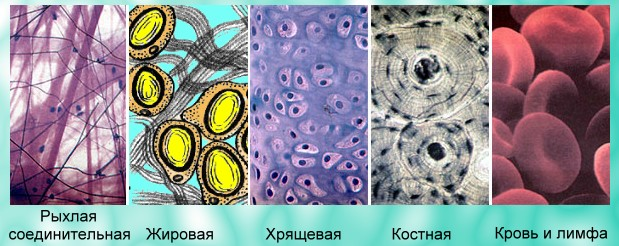 Рыхлая
соединительная
Жировая
Хрящевая
Костная
Кровь и лимфа